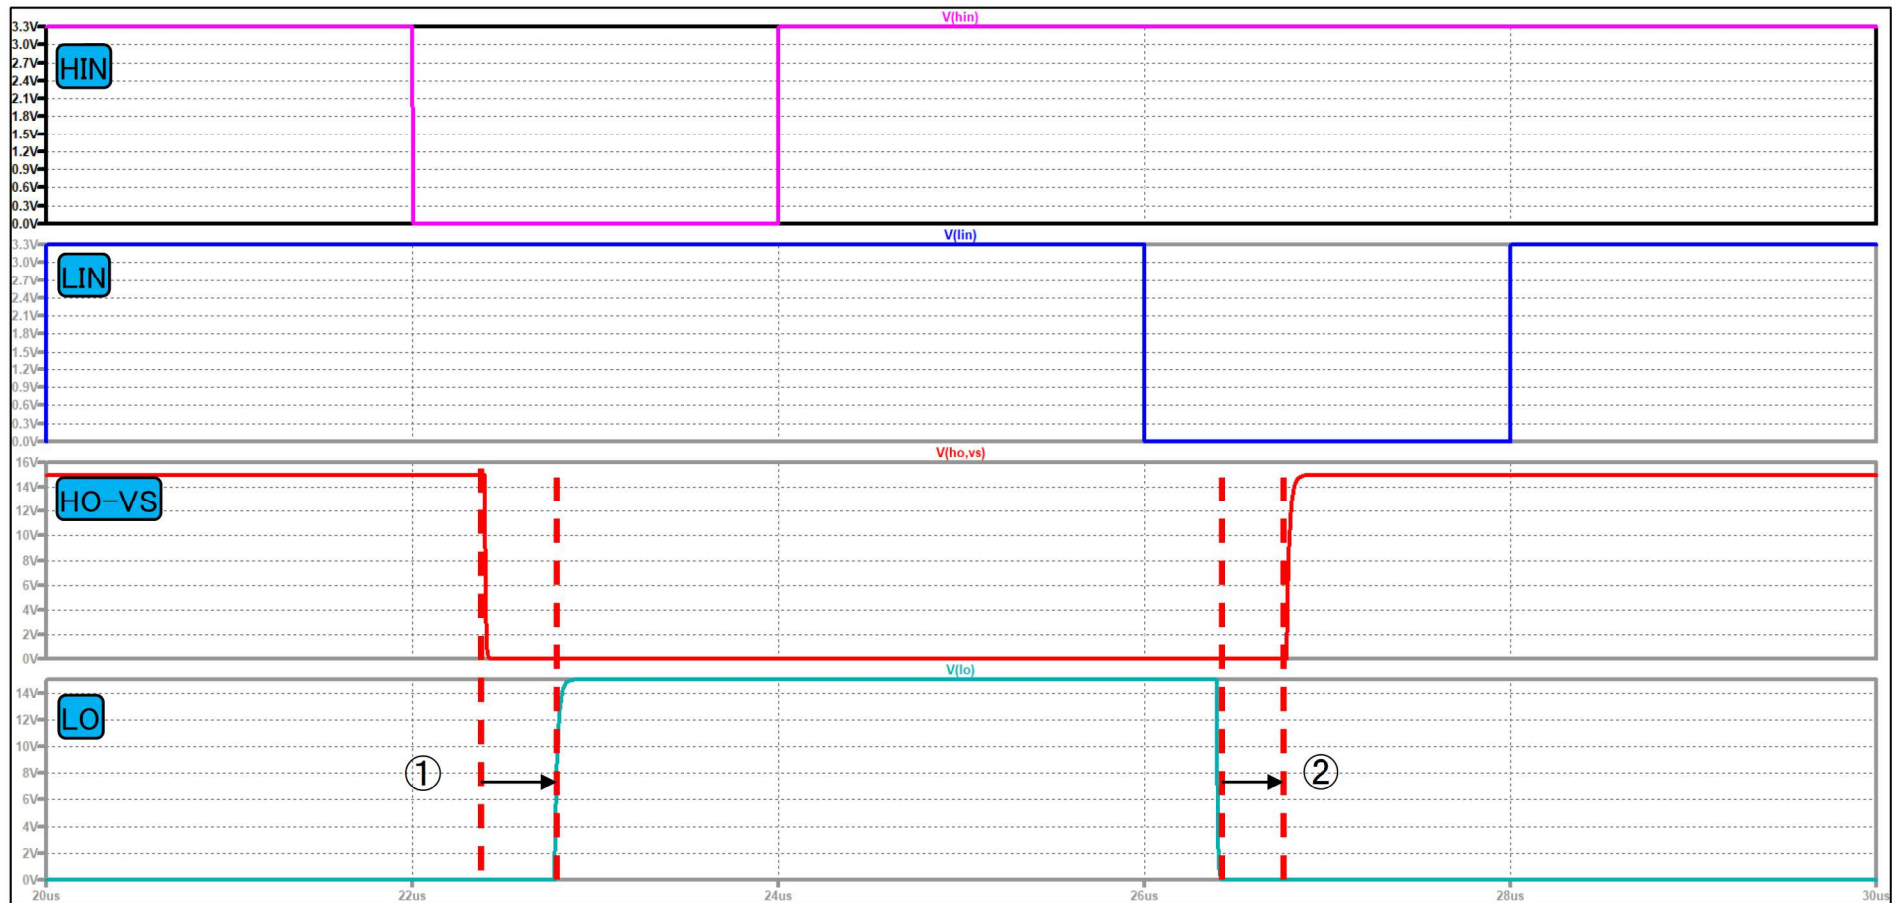 V(hin)
3.3V
3.0V
2.7V
2.4V
2.1V
1.8V
1.5V
1.2V
0.9V
0.6V
0.3V
0.0V
HIN
V(lin)
3.3V
3.0V
2.7V
2.4V
2.1V
1.8V
1.5V
1.2V
0.9V
0.6V
0.3V
0.0V
LIN
V(ho,vs)
16V
14V
12V
10V
8V
6V
4V
2V
0V
HO-VS
V(lo)
14V
12V
10V
8V
6V
4V
2V
0V
LO
① ②
20us 22us 24us 26us 28us 30us